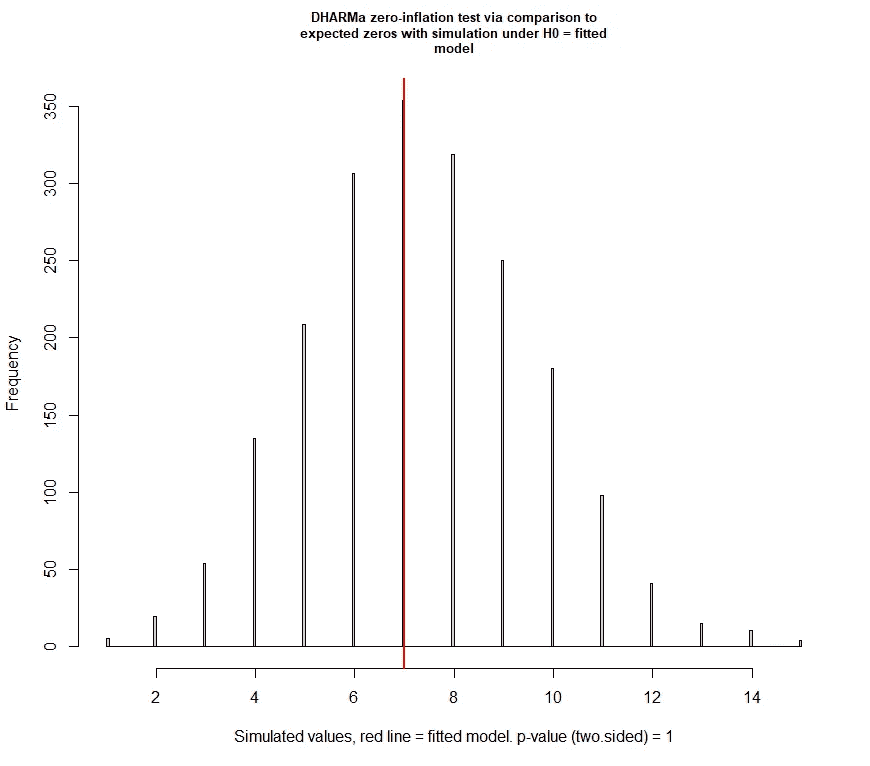 DHARMa zero-inflation test via comparison to
expected zeros with simulation under H0 = fitted
model
Frequency
350
300
250
200
150
100
50
0
2 4 6 8 10 12 14
Simulated values, red line = fitted model. p-value (two.sided) = 1